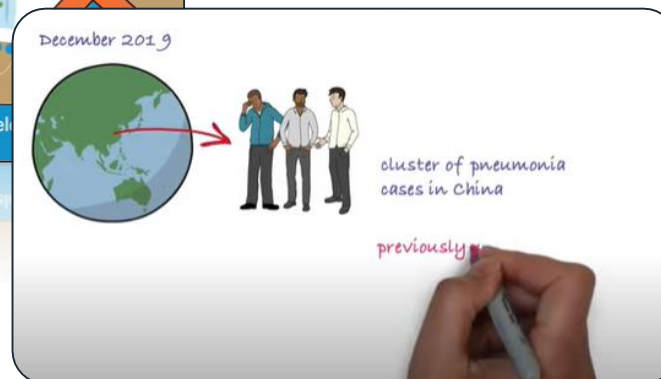 December 2019
cluster of pneumonia
cases in China
previously